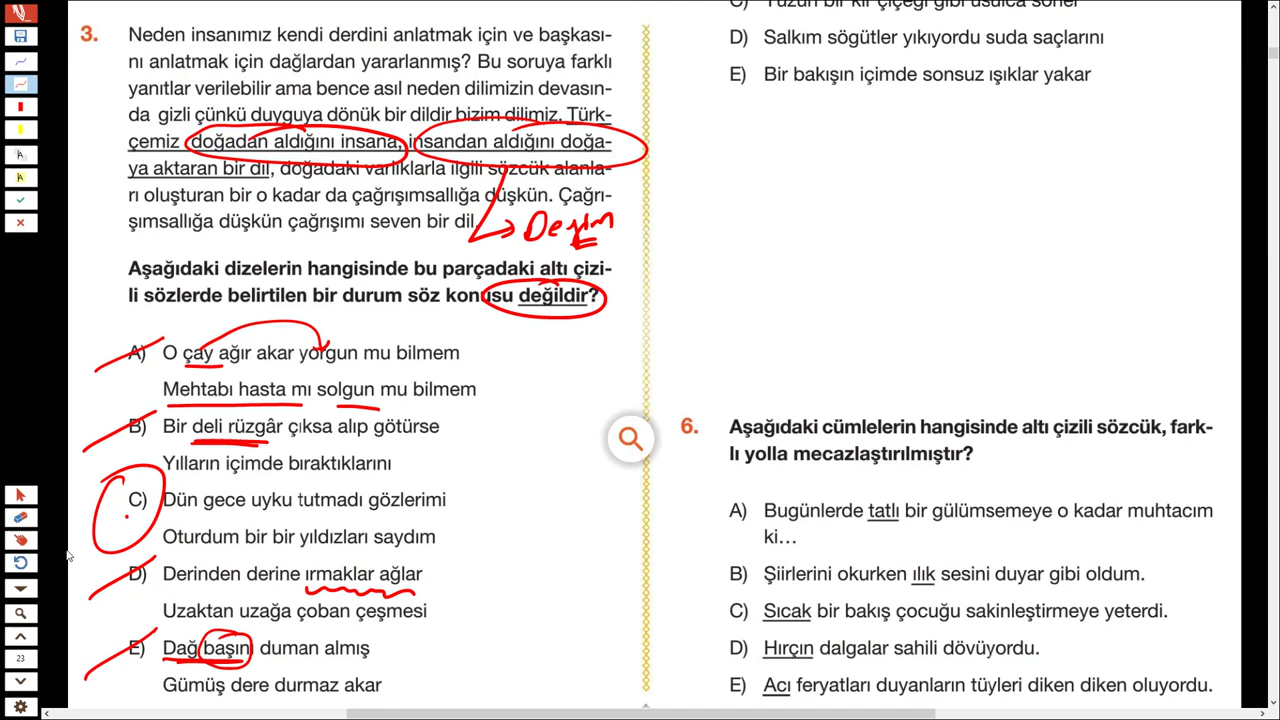 3.
Neden insanımız kendi derdini anlatmak için ve başkası-
nı anlatmak için dağlardan yararlanmış? Bu soruya farklı
yanıtlar verilebilir ama bence asıl neden dilimizin devasın-
da gizli çünkü duyguya dönük bir dildir bizim dilimiz. Türk-
çemiz doğadan aldığını insana, insandan aldığını doğa-
ya aktaran bir dil, doğadaki varlıklarla ilgili sözcük alanla-
rı oluşturan bir o kadar da çağrışımsallığa düşkün. Çağrı-
şımsallığa düşkün çağrışımı seven bir dil.
Deyim
Aşağıdaki dizelerin hangisinde bu parçadaki altı çizi-
li sözlerde belirtilen bir durum söz konusu değildir?
A) O çay ağır akar yorgun mu bilmem
Mehtabı hasta mı solgun mu bilmem
B) Bir deli rüzgâr çıksa alıp götürse
Yılların içimde bıraktıklarını
C) Dün gece uyku tutmadı gözlerimi
Oturdum bir bir yıldızları saydım
D) Derinden derine ırmaklar ağlar
Uzaktan uzağa çoban çeşmesi
E) Dağ başın duman almış
Gümüş dere durmaz akar
C) Yüzün bir kır çiçeği gibi usulca söner
D) Salkım söğütler yıkıyordu suda saçlarını
E) Bir bakışın içimde sonsuz ışıklar yakar
6.
Aşağıdaki cümlelerin hangisinde altı çizili sözcük, fark-
lı yolla mecazlaştırılmıştır?
A) Bugünlerde tatlı bir gülümsemeye o kadar muhtacım
ki...
B) Şiirlerini okurken ılık sesini duyar gibi oldum.
C) Sıcak bir bakış çocuğu sakinleştirmeye yeterdi.
D) Hırçın dalgalar sahili dövüyordu.
E) Acı feryatları duyanların tüyleri diken diken oluyordu.
A
A
23